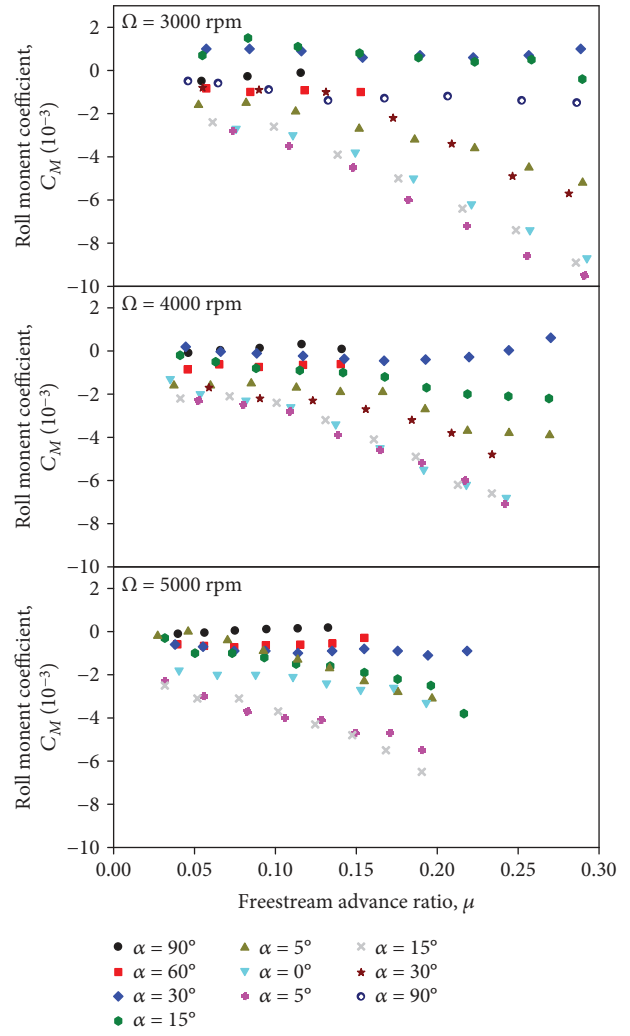 Ω = 3000 rpm
2
0
−2
−4
−6
−8
−10
Roll monent coefficient,
C_M (10⁻³)
Ω = 4000 rpm
2
0
−2
−4
−6
−8
−10
Roll monent coefficient,
C_M (10⁻³)
Ω = 5000 rpm
2
0
−2
−4
−6
−8
−10
Roll monent coefficient,
C_M (10⁻³)
0.00 0.05 0.10 0.15 0.20 0.25 0.30
Freestream advance ratio, μ
α = 90° α = 5° α = 15°
α = 60° α = 0° α = 30°
α = 30° α = 5° α = 90°
α = 15°